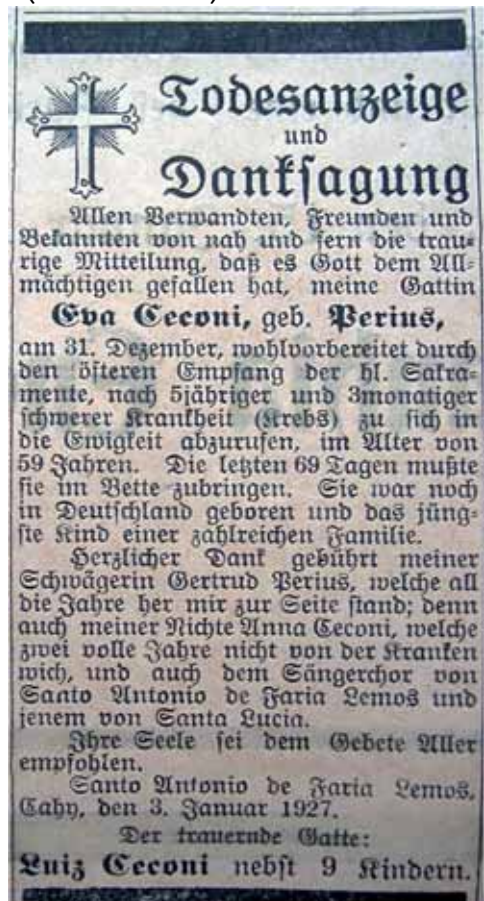 Todesanzeige
und
Danksagung
Allen Verwandten, Freunden und
Bekannten von nah und fern die trau-
rige Mitteilung, daß es Gott dem All-
mächtigen gefallen hat, meine Gattin
Eva Ceconi, geb. Perius,
am 31. Dezember, wohlvorbereitet durch
den öfteren Empfang der hl. Sakra-
mente, nach 5jähriger und 3monatiger
schwerer Krankheit (Krebs) zu sich in
die Ewigkeit abzurufen, im Alter von
59 Jahren. Die letzten 69 Tagen mußte
sie im Bette zubringen. Sie war noch
in Deutschland geboren und das jüng-
ste Kind einer zahlreichen Familie.
Herzlicher Dank gebührt meiner
Schwägerin Gertrud Perius, welche all
die Jahre her mir zur Seite stand; denn
auch meiner Nichte Anna Ceconi, welche
zwei volle Jahre nicht von der Kranken
wich, und auch dem Sängerchor von
Santo Antonio de Faria Lemos und
jenem von Santa Lucia.
Ihre Seele sei dem Gebete Aller
empfohlen.
Santo Antonio de Faria Lemos,
Cahy, den 3. Januar 1927.
Der trauernde Gatte:
Luiz Ceconi nebst 9 Kindern.